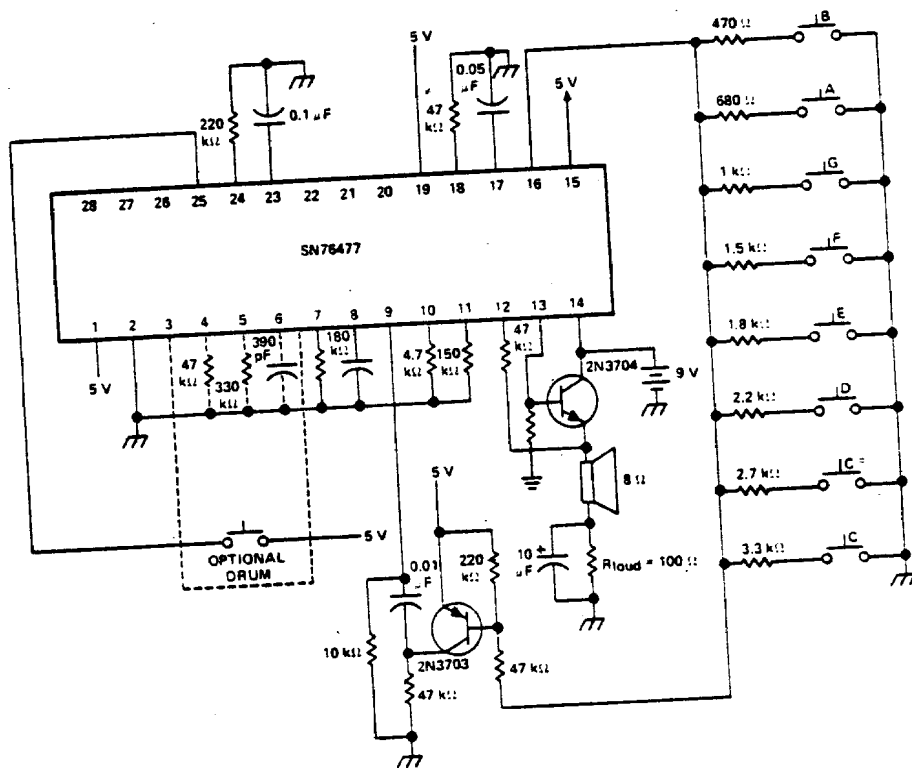 470 Ω
B
5 V
0.05
μF
47
kΩ
5 V
680 Ω
A
220
kΩ
0.1 μF
1 kΩ
G
28 27 26 25 24 23 22 21 20 19 18 17 16 15
SN76477
1.5 kΩ
F
1 2 3 4 5 6 7 8 9 10 11 12 13 14
1.8 kΩ
E
5 V
47
kΩ
330
kΩ
390
pF
180
kΩ
4.7
kΩ
150
kΩ
47
kΩ
2N3704
9 V
2.2 kΩ
D
8 Ω
2.7 kΩ
C
5 V
5 V
OPTIONAL
DRUM
0.01
μF
220
kΩ
10
μF
+
Rloud = 100 Ω
3.3 kΩ
C
10 kΩ
2N3703
47 kΩ
47 kΩ